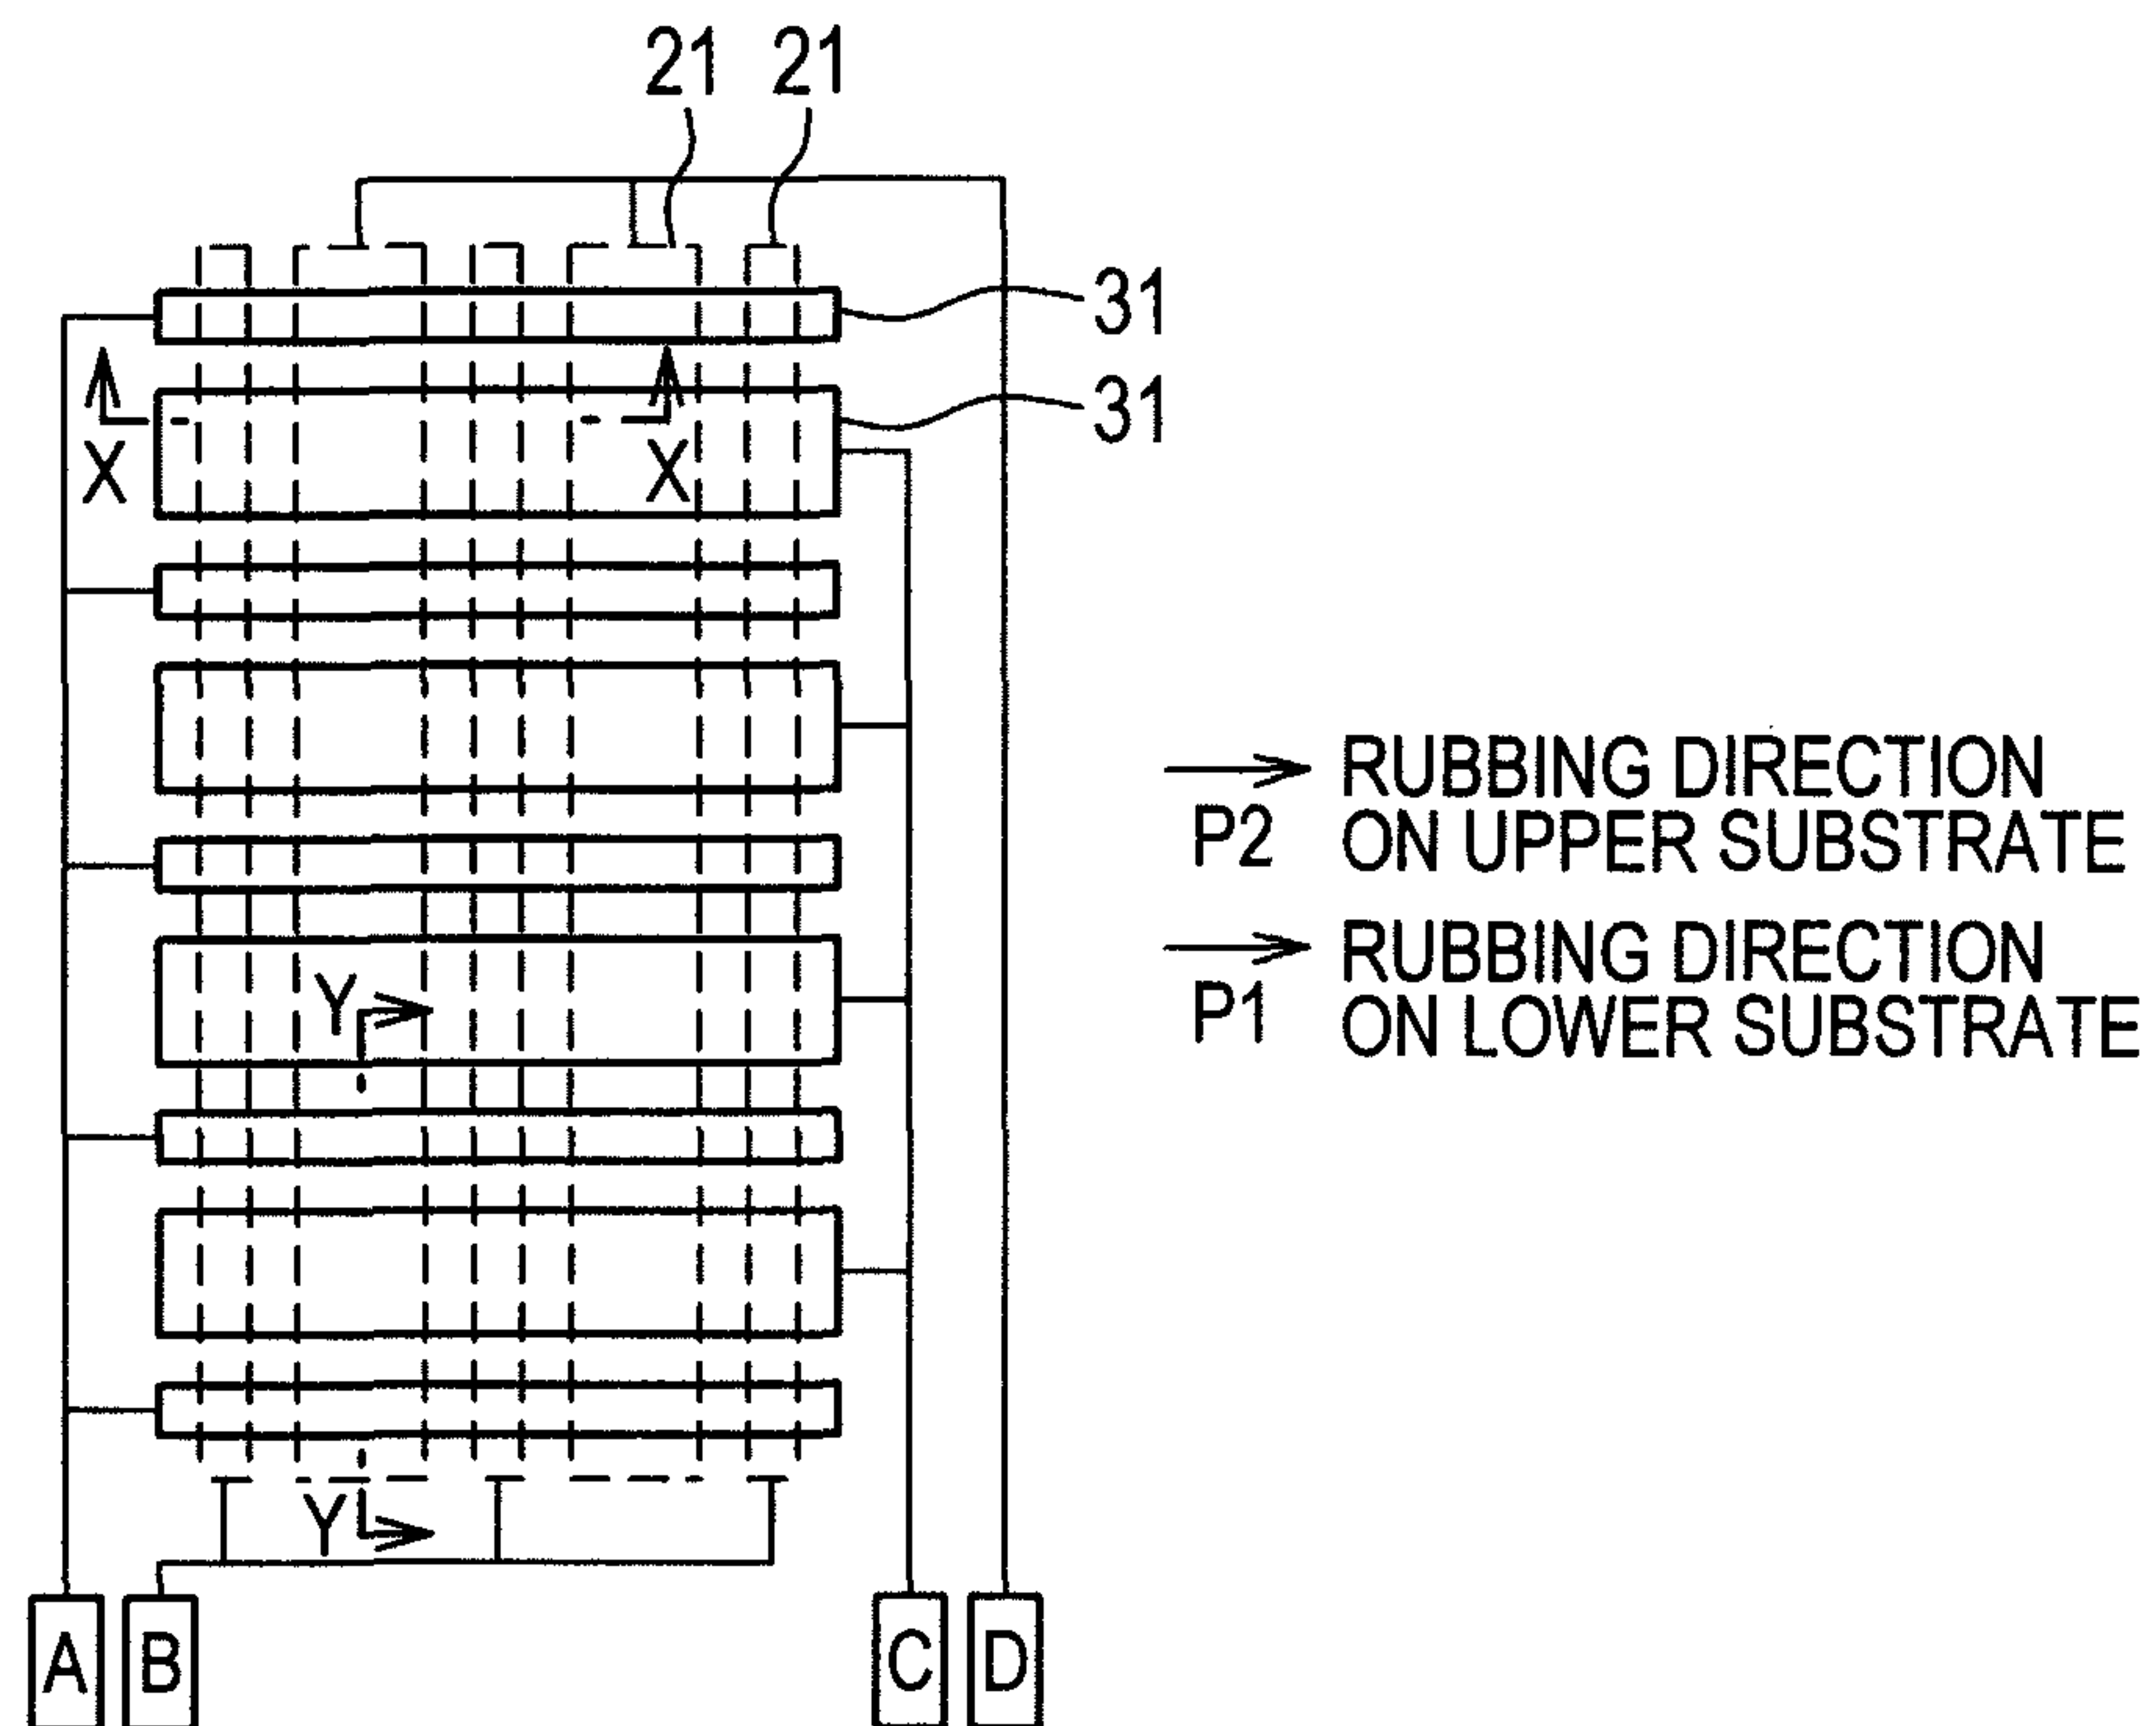 21 21
31
31
X X
RUBBING DIRECTION
P2 ON UPPER SUBSTRATE
RUBBING DIRECTION
P1 ON LOWER SUBSTRATE
Y
Y
A B C D